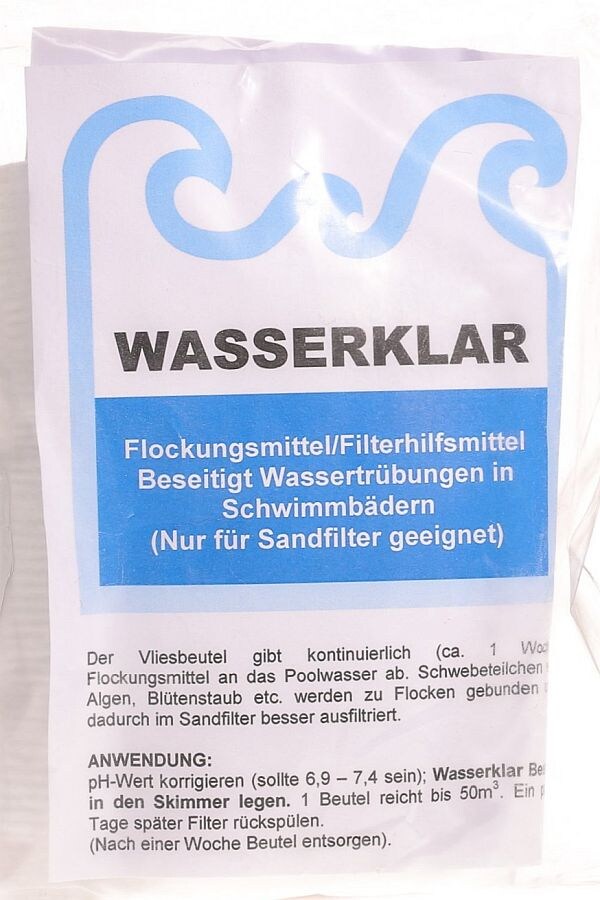 WASSERKLAR
Flockungsmittel/Filterhilfsmittel
Beseitigt Wassertrübungen in
Schwimmbädern
(Nur für Sandfilter geeignet)
Der Vliesbeutel gibt kontinuierlich (ca. 1
Flockungsmittel an das Poolwasser ab. Schwebeteilchen
Algen, Blütenstaub etc. werden zu Flocken gebunden
dadurch im Sandfilter besser ausfiltriert.
ANWENDUNG:
pH-Wert korrigieren (sollte 6,9 – 7,4 sein); Wasserklar
in den Skimmer legen. 1 Beutel reicht bis 50m³. Ein
Tage später Filter rückspülen.
(Nach einer Woche Beutel entsorgen).